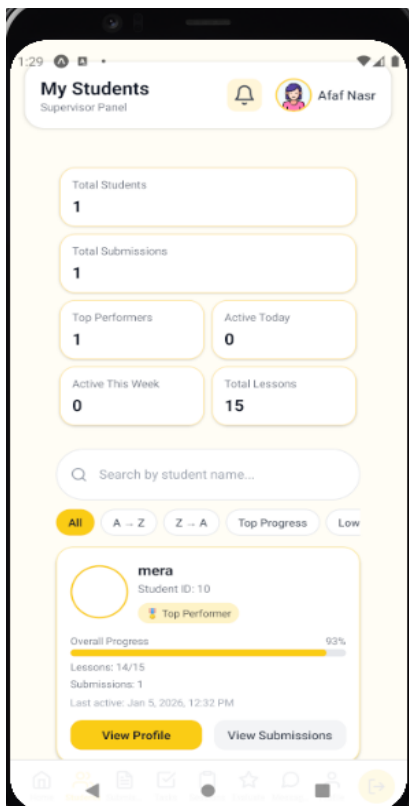 1:29
My Students
Supervisor Panel
Afaf Nasr
Total Students
1
Total Submissions
1
Top Performers
1
Active Today
0
Active This Week
0
Total Lessons
15
Search by student name...
All
A → Z
Z → A
Top Progress
Low
mera
Student ID: 10
Top Performer
Overall Progress
93%
Lessons: 14/15
Submissions: 1
Last active: Jan 5, 2026, 12:32 PM
View Profile
View Submissions